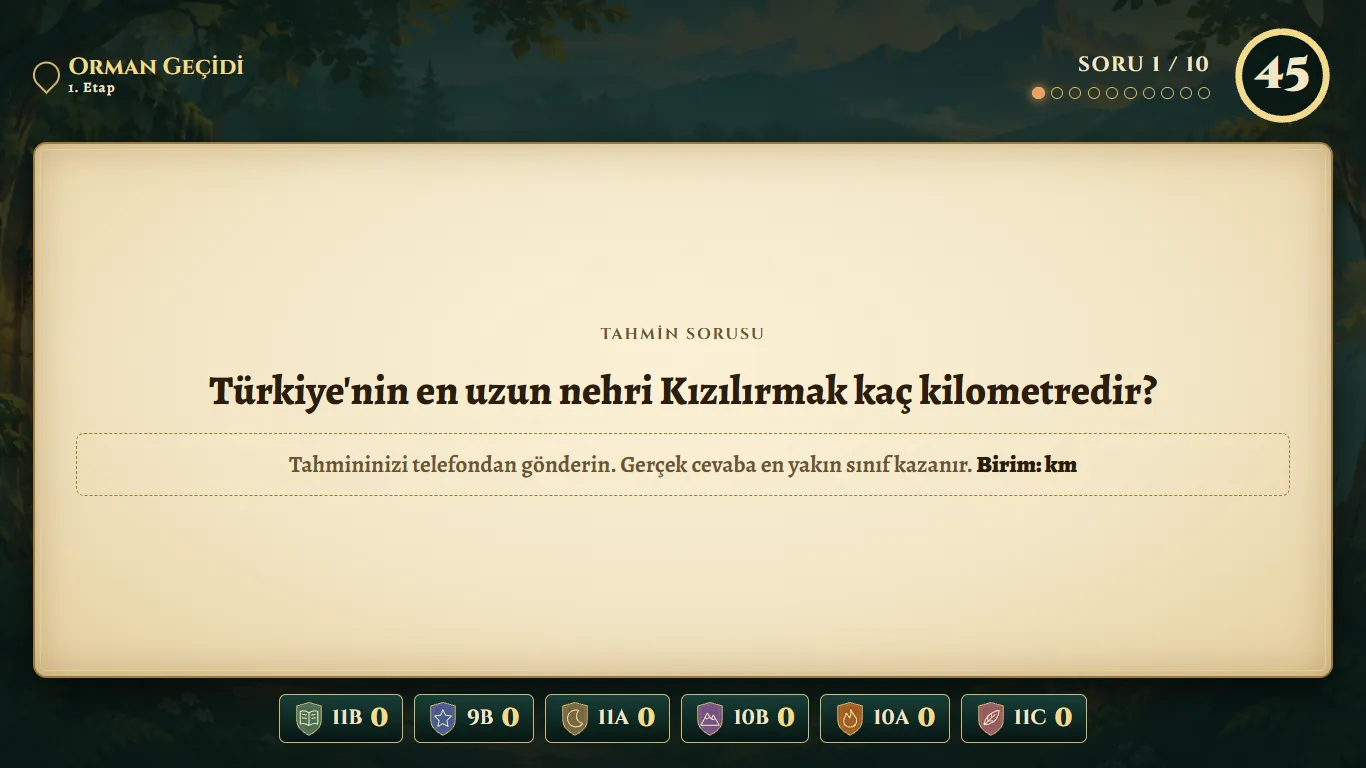 ORMAN GEÇİDİ
1. Etap
SORU 1 / 10
45
TAHMİN SORUSU
Türkiye'nin en uzun nehri Kızılırmak kaç kilometredir?
Tahmininizi telefondan gönderin. Gerçek cevaba en yakın sınıf kazanır. Birim: km
11B 0
9B 0
11A 0
10B 0
10A 0
11C 0